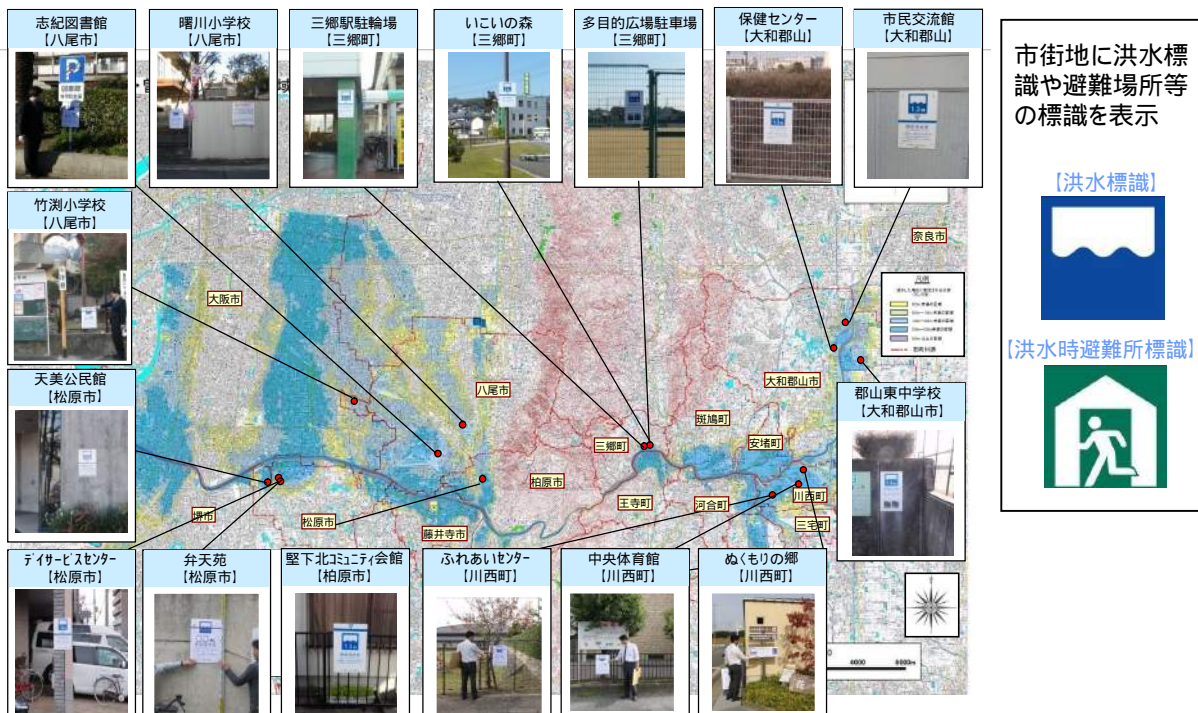 志紀図書館
【八尾市】
曙川小学校
【八尾市】
三郷駅駐輪場
【三郷町】
いこいの森
【三郷町】
多目的広場駐車場
【三郷町】
保健センター
【大和郡山】
市民交流館
【大和郡山】
市街地に洪水標
識や避難場所等
の標識を表示
【洪水標識】
【洪水時避難所標識】
竹渕小学校
【八尾市】
天美公民館
【松原市】
大阪市
八尾市
奈良市
凡例
大和郡山市
斑鳩町
安堵町
三郷町
柏原市
王寺町
河合町
川西町
三宅町
堺市
松原市
藤井寺市
郡山東中学校
【大和郡山市】
デイサービスセンター
【松原市】
弁天苑
【松原市】
堅下北コミュニティ会館
【柏原市】
ふれあいセンター
【川西町】
中央体育館
【川西町】
ぬくもりの郷
【川西町】
0
4000
8000m